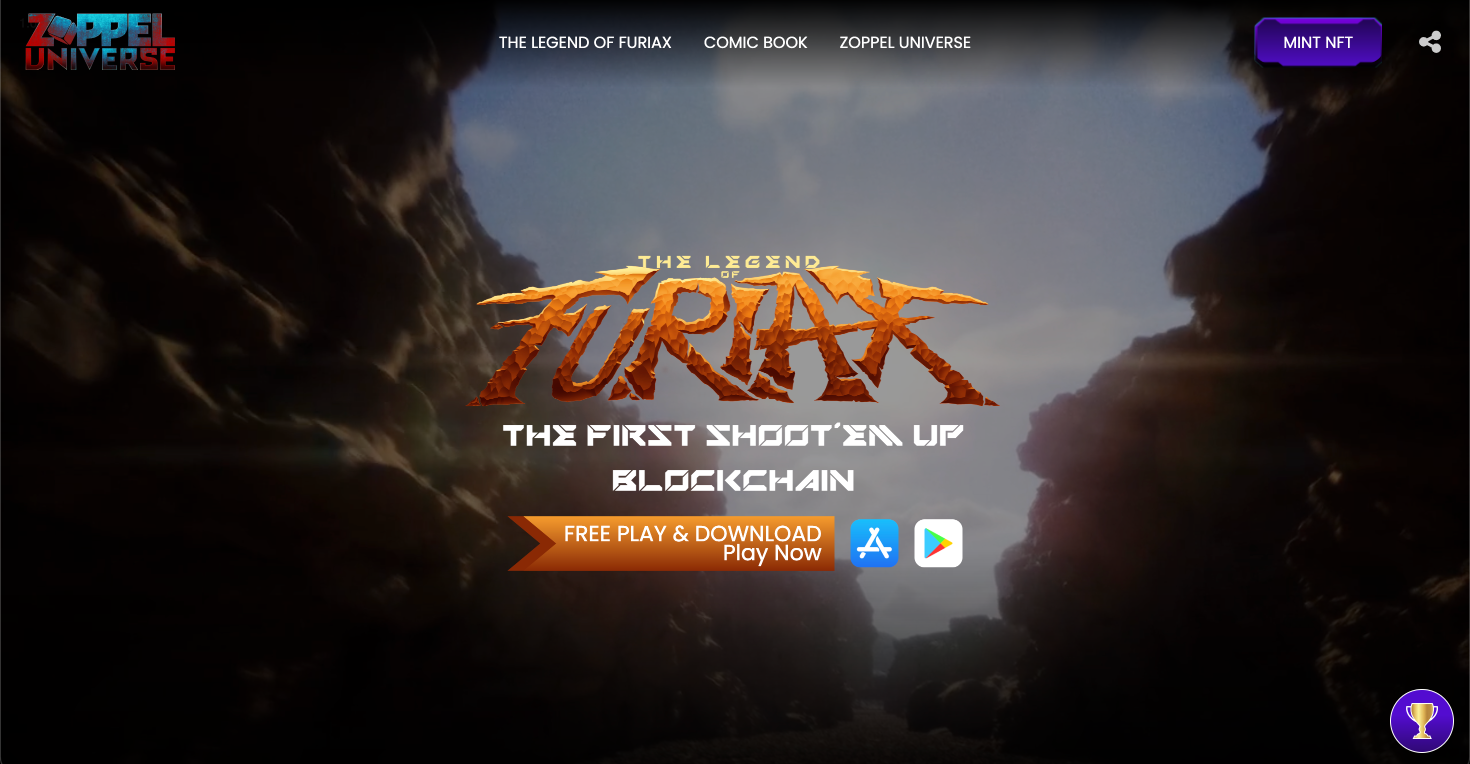 ZOPPEL
UNIVERSE
THE LEGEND OF FURIAX
COMIC BOOK
ZOPPEL UNIVERSE
MINT NFT
THE LEGEND
OF
FURIAX
THE FIRST SHOOT'EM UP
BLOCKCHAIN
FREE PLAY & DOWNLOAD
Play Now